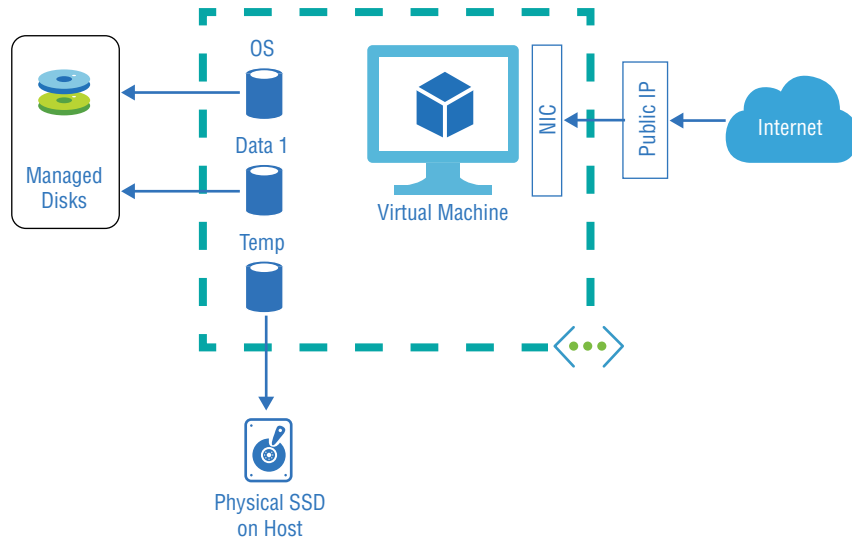 OS
Data 1
Temp
Managed
Disks
Virtual Machine
NIC
Public IP
Internet
Physical SSD
on Host